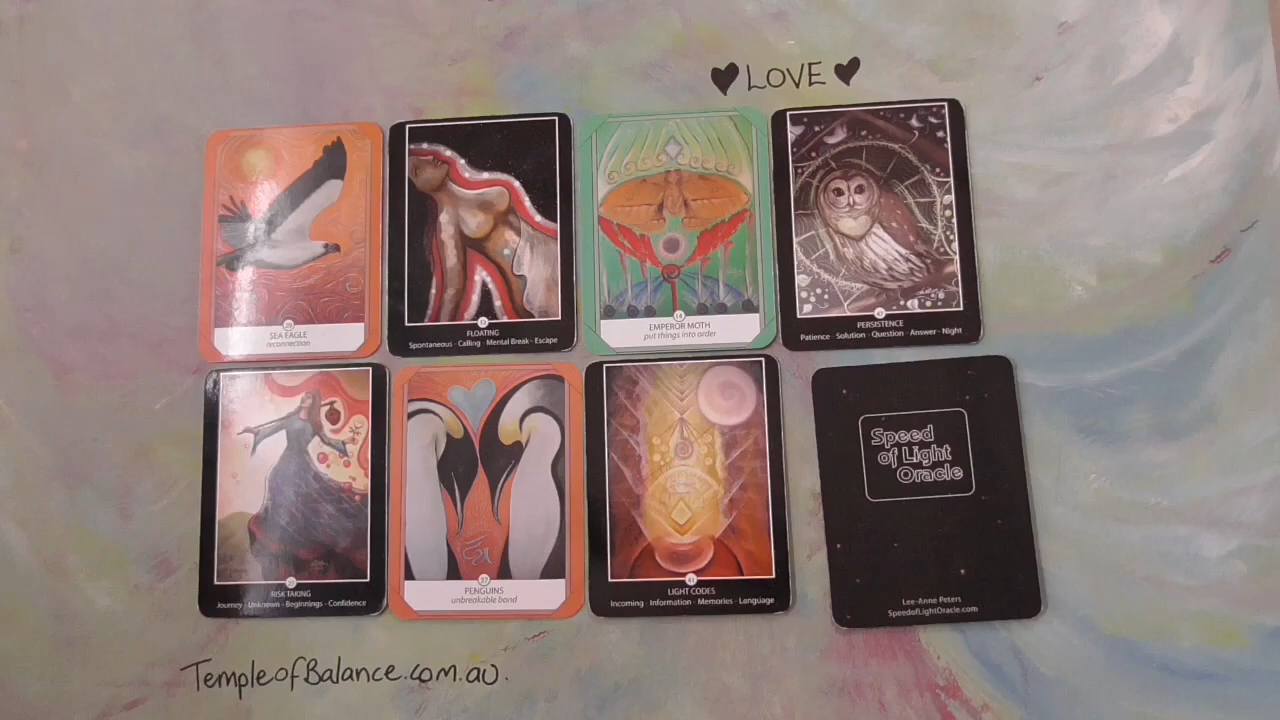 ♥ LOVE ♥
SEA EAGLE
reconnection
FLOATING
Spontaneous · Calling · Mental Break · Escape
14
EMPEROR MOTH
put things into order
PERSISTENCE
Patience · Solution · Question · Answer · Night
RISK TAKING
Journey · Unknown · Beginnings · Confidence
PENGUINS
unbreakable bond
41
LIGHT CODES
Incoming · Information · Memories · Language
Speed
of Light
Oracle
Lee-Anne Peters
SpeedofLightOracle.com
TempleofBalance.com.au.